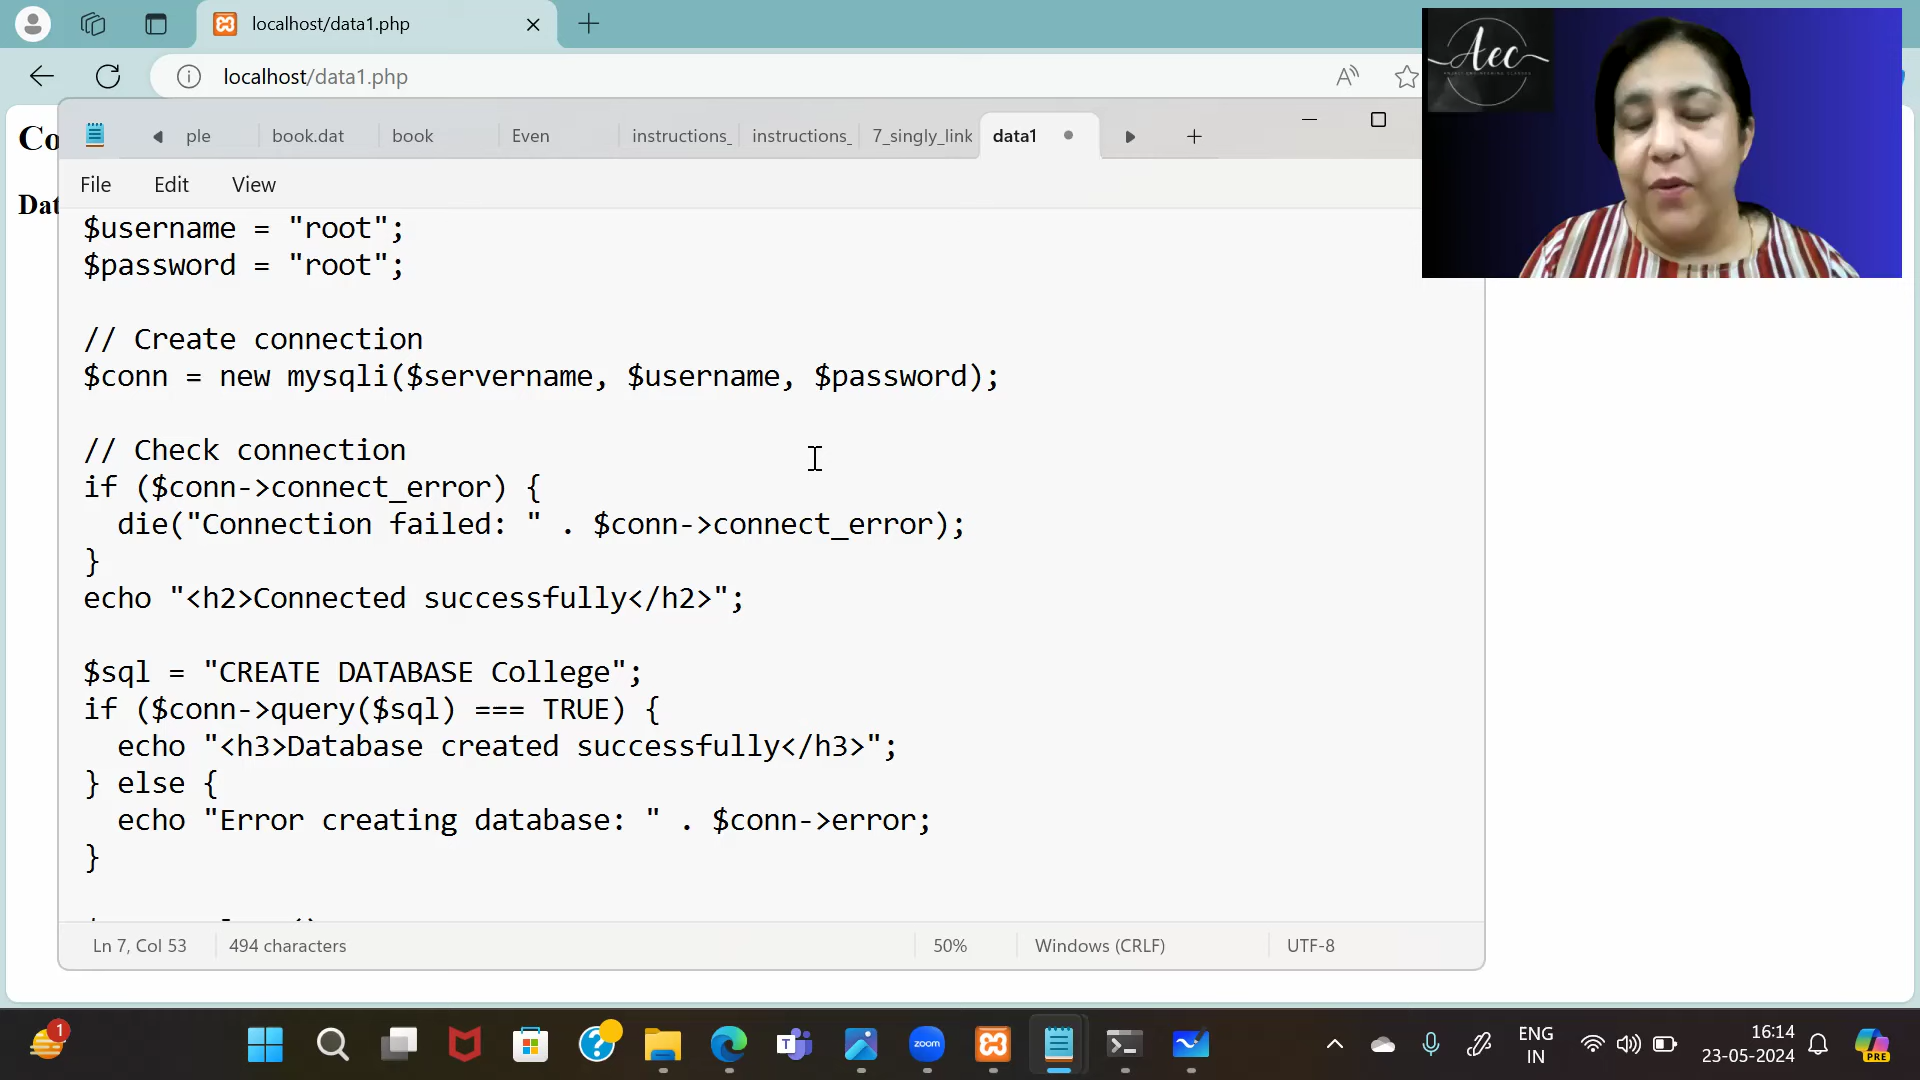 localhost/data1.php
localhost/data1.php
Aec
Co
Dat
ple
book.dat
book
Even
instructions_
instructions_
7_singly_link
data1
File
Edit
View
$username = "root";
$password = "root";
// Create connection
$conn = new mysqli($servername, $username, $password);
// Check connection
if ($conn->connect_error) {
  die("Connection failed: " . $conn->connect_error);
}
echo "<h2>Connected successfully</h2>";
$sql = "CREATE DATABASE College";
if ($conn->query($sql) === TRUE) {
  echo "<h3>Database created successfully</h3>";
} else {
  echo "Error creating database: " . $conn->error;
}
Ln 7, Col 53
494 characters
50%
Windows (CRLF)
UTF-8
1
zoom
T
ENG
IN
16:14
23-05-2024
PRE